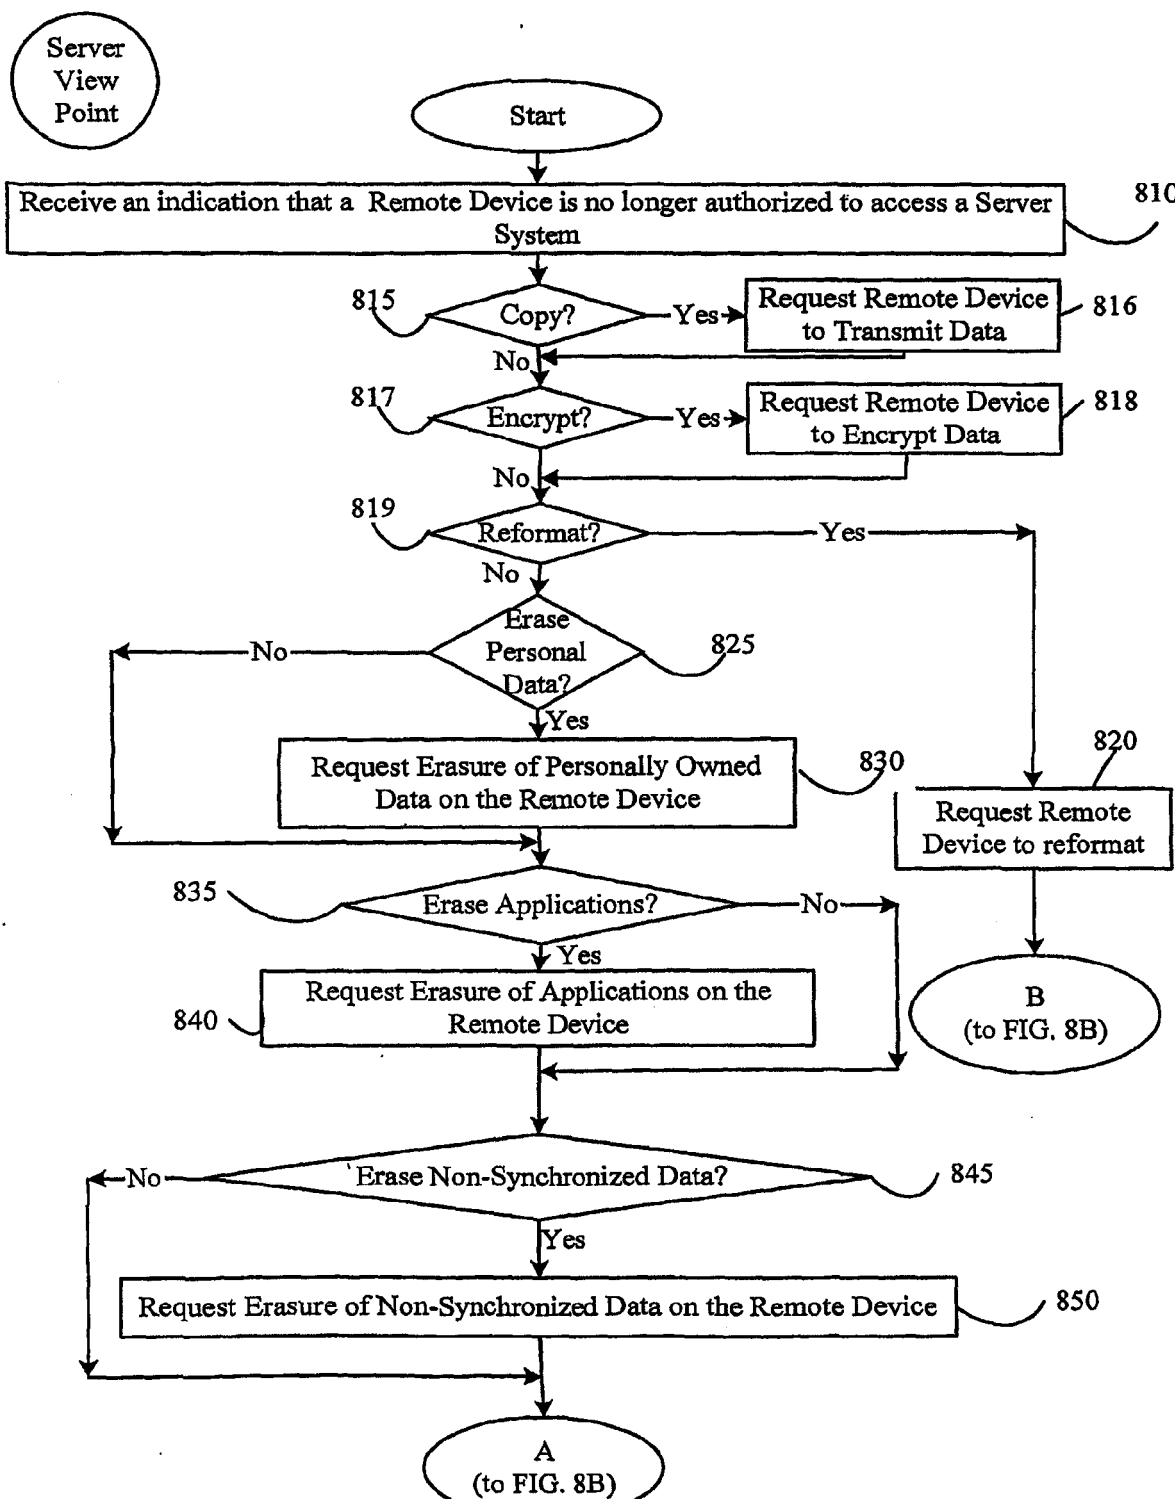 Server
View
Point
Start
Receive an indication that a Remote Device is no longer authorized to access a Server
System
810
815
Copy?
Yes
Request Remote Device
to Transmit Data
816
No
817
Encrypt?
Yes
Request Remote Device
to Encrypt Data
818
No
819
Reformat?
Yes
No
Erase
Personal
Data?
825
No
Yes
Request Erasure of Personally Owned
Data on the Remote Device
830
820
Request Remote
Device to reformat
835
Erase Applications?
No
Yes
Request Erasure of Applications on the
Remote Device
840
B
(to FIG. 8B)
Erase Non-Synchronized Data?
845
No
Yes
Request Erasure of Non-Synchronized Data on the Remote Device
850
A
(to FIG. 8B)